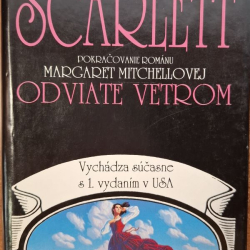 SCARLETT
POKRAČOVANIE ROMÁNU
MARGARET MITCHELLOVEJ
ODVIATE VETROM
Vychádza súčasne
s 1. vydaním v USA